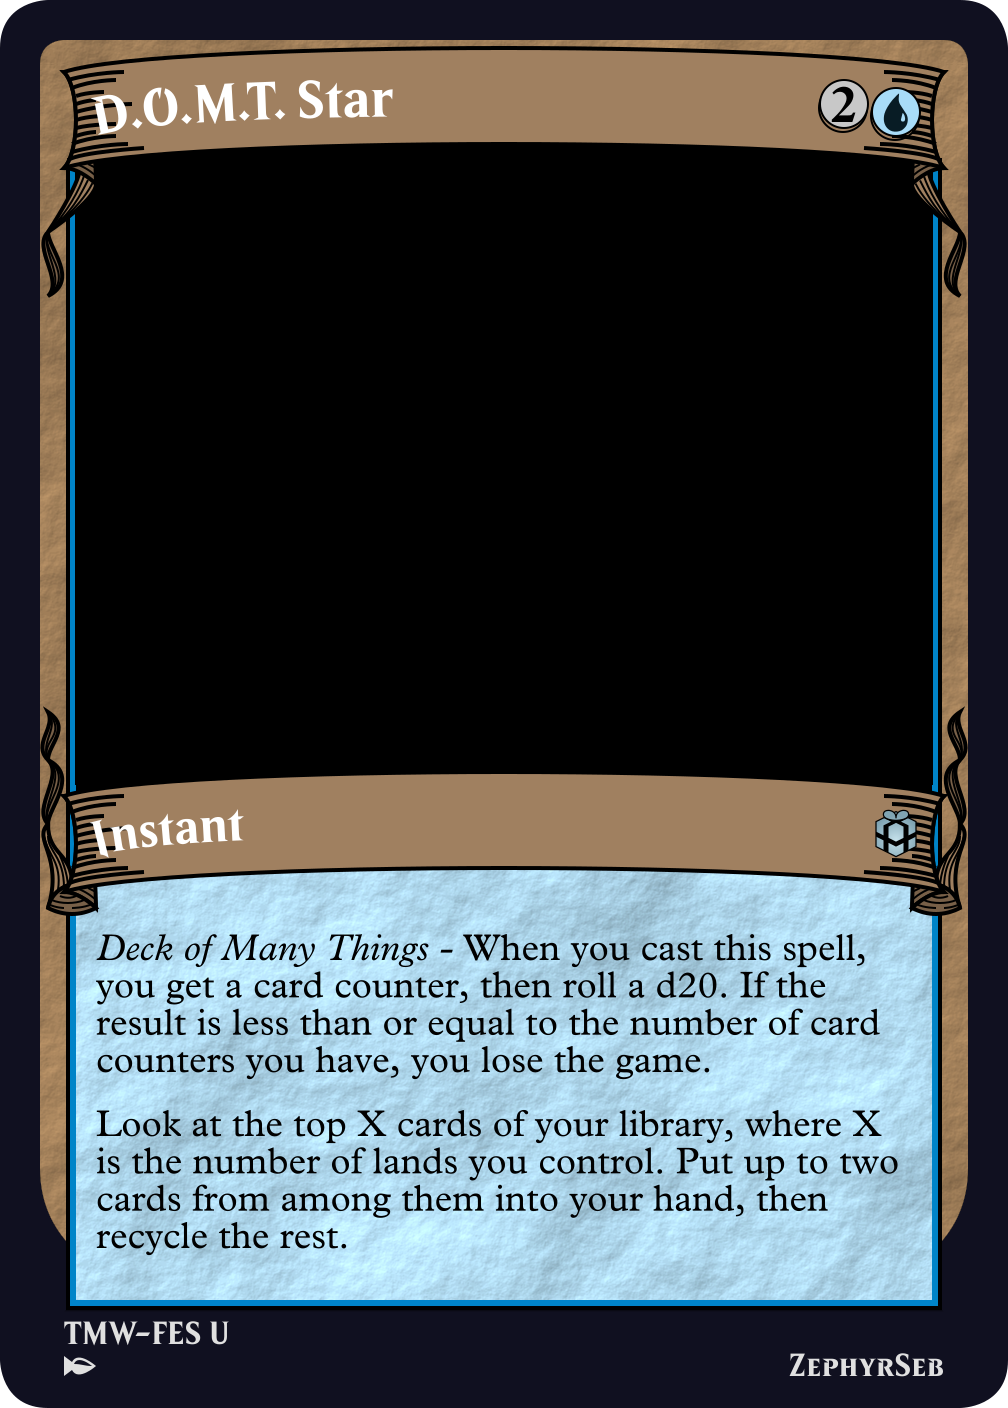 D.O.M.T. Star
2
Instant
Deck of Many Things - When you cast this spell,
you get a card counter, then roll a d20. If the
result is less than or equal to the number of card
counters you have, you lose the game.
Look at the top X cards of your library, where X
is the number of lands you control. Put up to two
cards from among them into your hand, then
recycle the rest.
TMW-FES U
ZephyrSeb